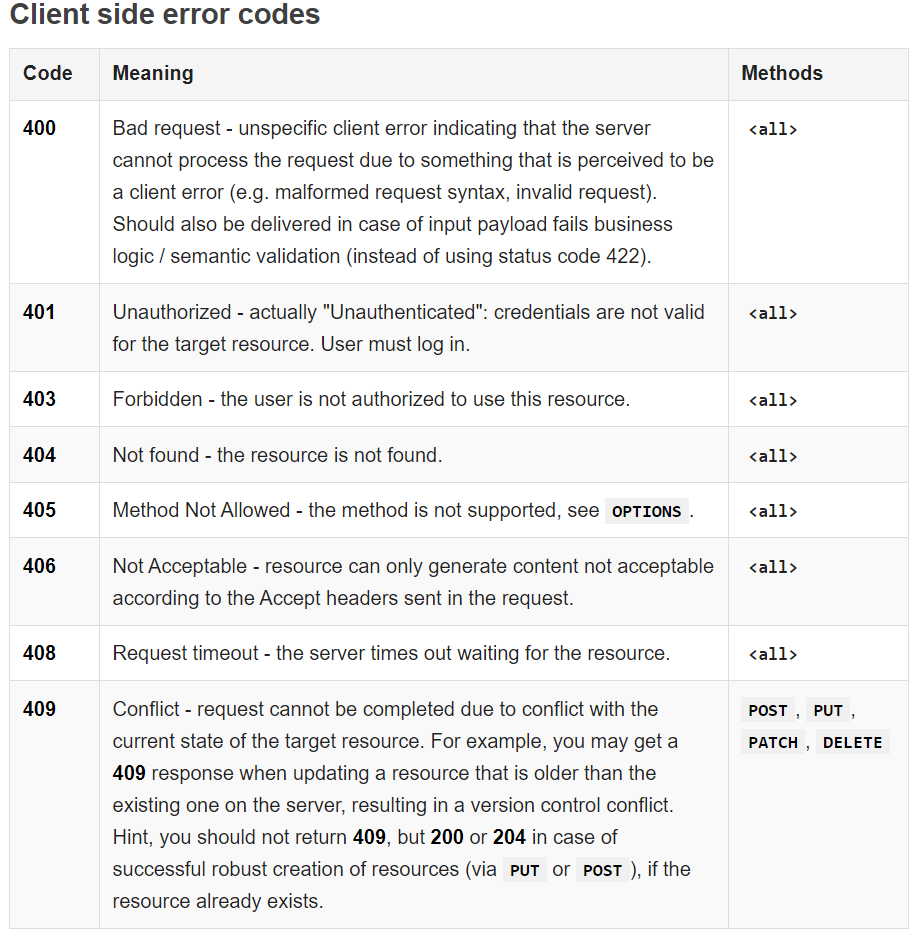 Client side error codes
Code Meaning Methods
400 Bad request - unspecific client error indicating that the server <all>
cannot process the request due to something that is perceived to be
a client error (e.g. malformed request syntax, invalid request).
Should also be delivered in case of input payload fails business
logic / semantic validation (instead of using status code 422).
401 Unauthorized - actually "Unauthenticated": credentials are not valid <all>
for the target resource. User must log in.
403 Forbidden - the user is not authorized to use this resource. <all>
404 Not found - the resource is not found. <all>
405 Method Not Allowed - the method is not supported, see OPTIONS. <all>
406 Not Acceptable - resource can only generate content not acceptable <all>
according to the Accept headers sent in the request.
408 Request timeout - the server times out waiting for the resource. <all>
409 Conflict - request cannot be completed due to conflict with the POST, PUT,
current state of the target resource. For example, you may get a PATCH, DELETE
409 response when updating a resource that is older than the
existing one on the server, resulting in a version control conflict.
Hint, you should not return 409, but 200 or 204 in case of
successful robust creation of resources (via PUT or POST), if the
resource already exists.